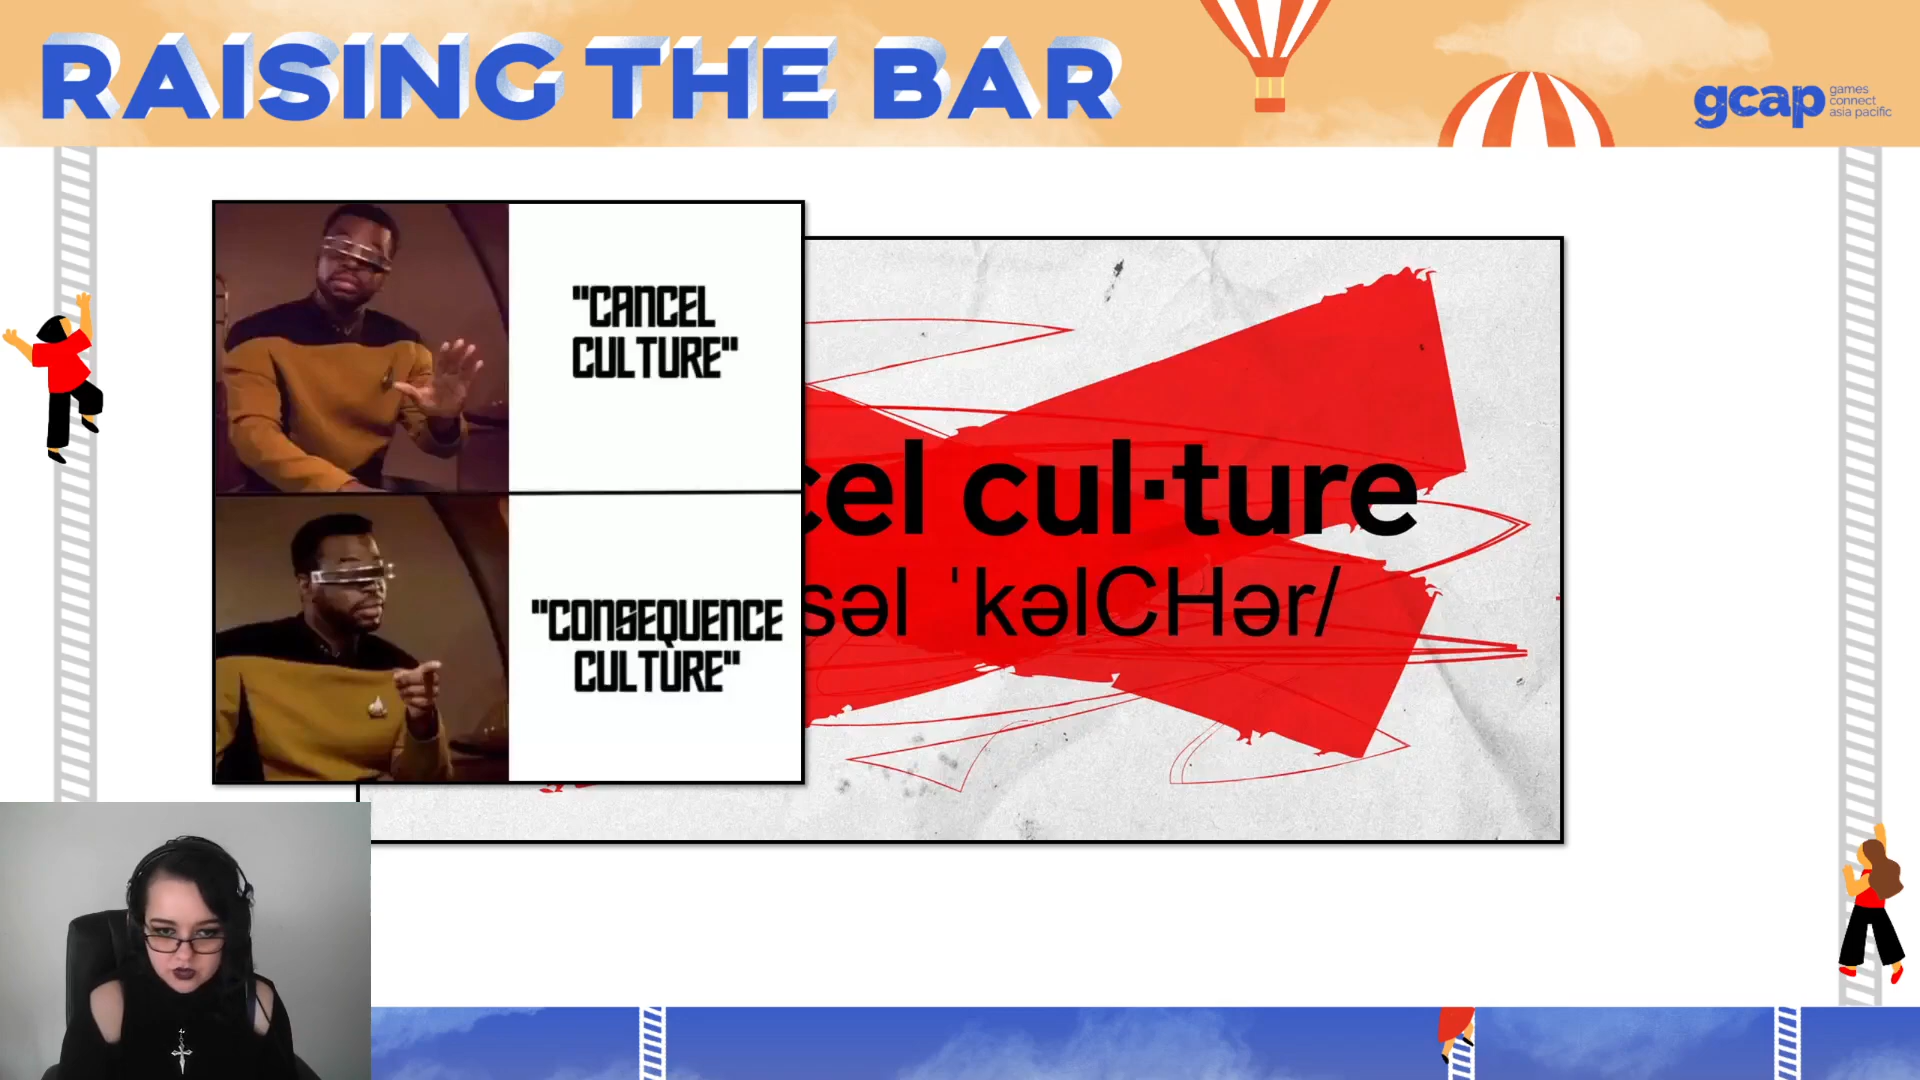 RAISING THE BAR
gcap games
connect
asia pacific
"CANCEL
CULTURE"
"CONSEQUENCE
CULTURE"
cel cul·ture
səl ˈkəlCHər/